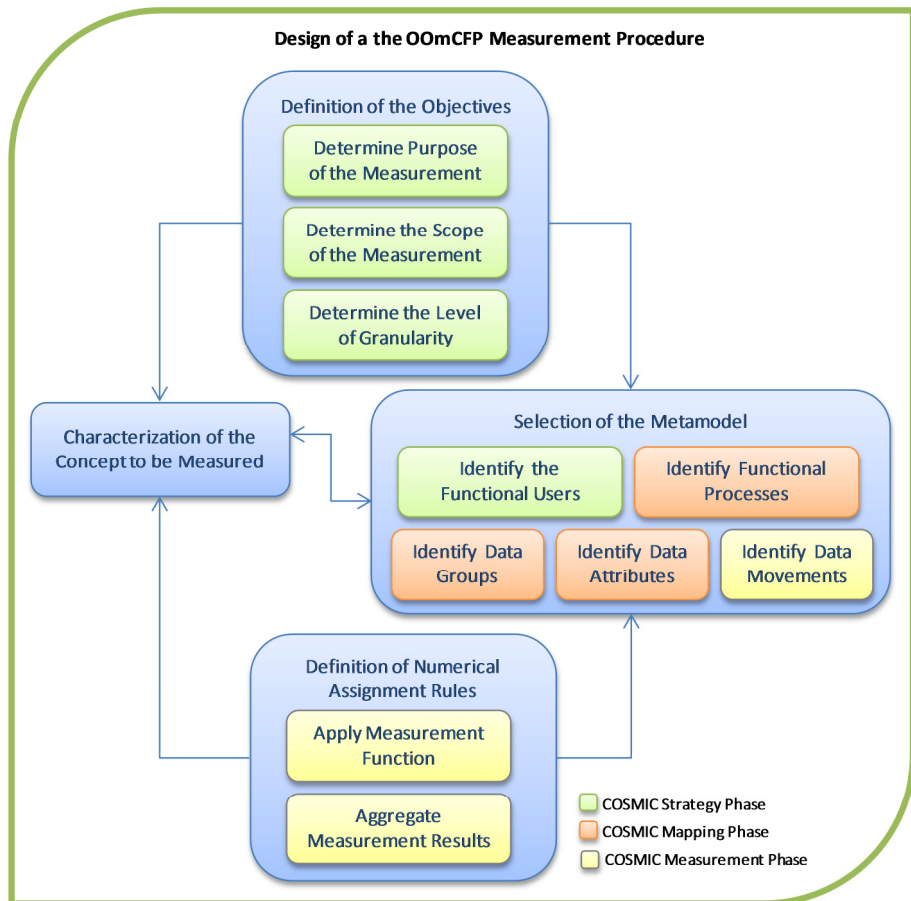 Design of a the OOmCFP Measurement Procedure
Definition of the Objectives
Determine Purpose
of the Measurement
Determine the Scope
of the Measurement
Determine the Level
of Granularity
Characterization of the
Concept to be Measured
Selection of the Metamodel
Identify the
Functional Users
Identify Functional
Processes
Identify Data
Groups
Identify Data
Attributes
Identify Data
Movements
Definition of Numerical
Assignment Rules
Apply Measurement
Function
Aggregate
Measurement Results
COSMIC Strategy Phase
COSMIC Mapping Phase
COSMIC Measurement Phase